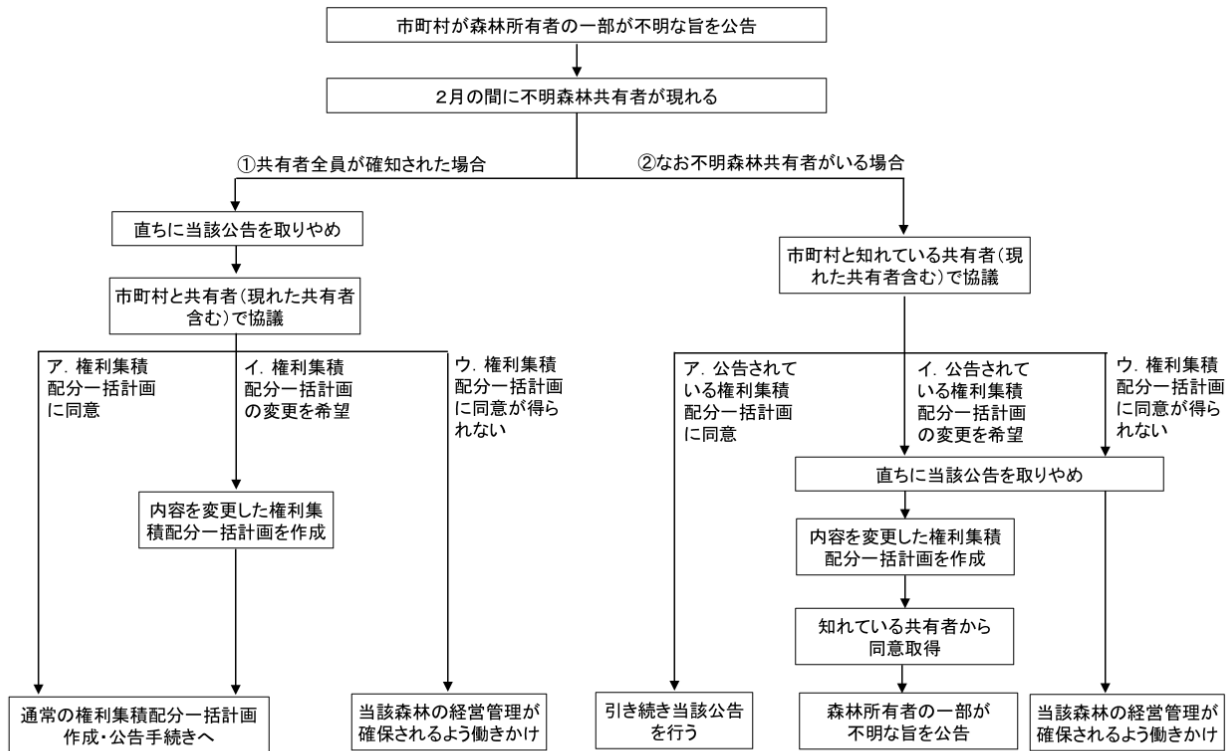 市町村が森林所有者の一部が不明な旨を公告
２月の間に不明森林共有者が現れる
①共有者全員が確知された場合
②なお不明森林共有者がいる場合
直ちに当該公告を取りやめ
市町村と共有者（現れた共有者
含む）で協議
ア．権利集積
配分一括計画
に同意
イ．権利集積
配分一括計画
の変更を希望
ウ．権利集積
配分一括計画
に同意が得ら
れない
内容を変更した権利集
積配分一括計画を作成
通常の権利集積配分一括計画
作成・公告手続きへ
当該森林の経営管理が
確保されるよう働きかけ
市町村と知れている共有者（現
れた共有者含む）で協議
ア．公告されて
いる権利集積
配分一括計画
に同意
イ．公告されて
いる権利集積
配分一括計画
の変更を希望
ウ．権利集積
配分一括計画
に同意が得ら
れない
直ちに当該公告を取りやめ
内容を変更した権利集積
配分一括計画を作成
知れている共有者から
同意取得
引き続き当該公告
を行う
森林所有者の一部が
不明な旨を公告
当該森林の経営管理が
確保されるよう働きかけ